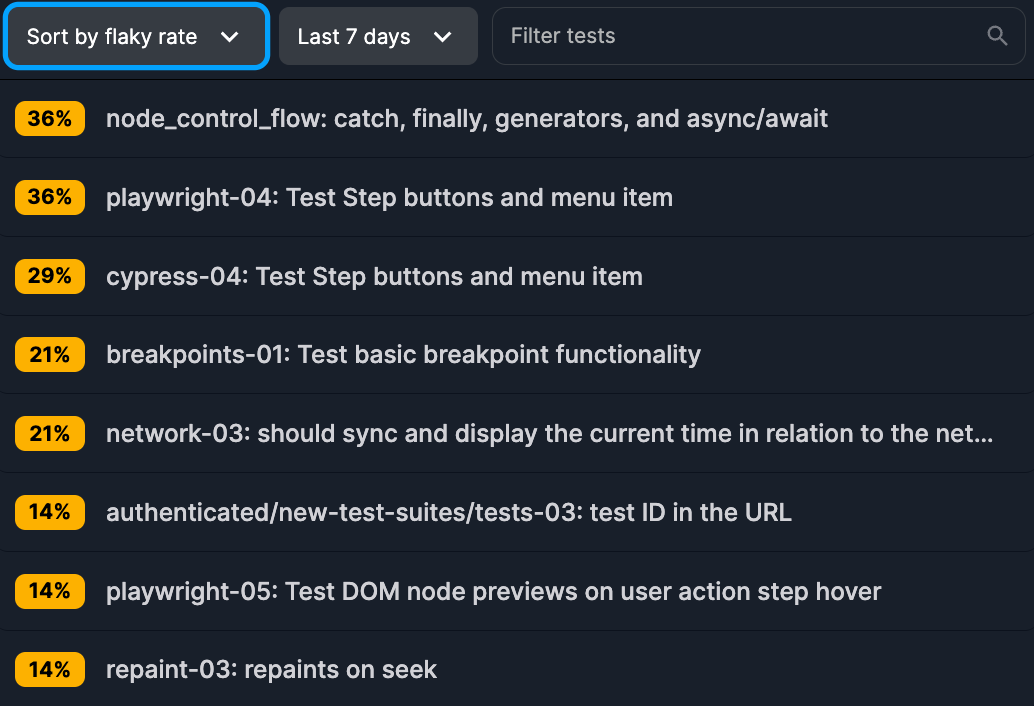 Sort by flaky rate Last 7 days Filter tests
36% node_control_flow: catch, finally, generators, and async/await
36% playwright-04: Test Step buttons and menu item
29% cypress-04: Test Step buttons and menu item
21% breakpoints-01: Test basic breakpoint functionality
21% network-03: should sync and display the current time in relation to the net...
14% authenticated/new-test-suites/tests-03: test ID in the URL
14% playwright-05: Test DOM node previews on user action step hover
14% repaint-03: repaints on seek